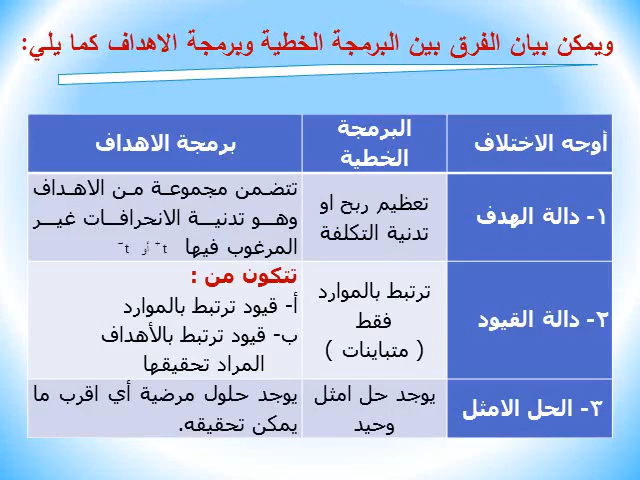 ويمكن بيان الفرق بين البرمجة الخطية وبرمجة الاهداف كما يلي:
أوجه الاختلاف
البرمجة
الخطية
برمجة الاهداف
١- دالة الهدف
تعظيم ربح او
تدنية التكلفة
تتضمن مجموعة من الاهداف
وهو تدنية الانحرافات غير
المرغوب فيها t⁺ أو t⁻
٢- دالة القيود
ترتبط بالموارد
فقط
( متباينات )
تتكون من :
أ- قيود ترتبط بالموارد
ب- قيود ترتبط بالأهداف
المراد تحقيقها
٣- الحل الامثل
يوجد حل امثل
وحيد
يوجد حلول مرضية أي اقرب ما
يمكن تحقيقه.